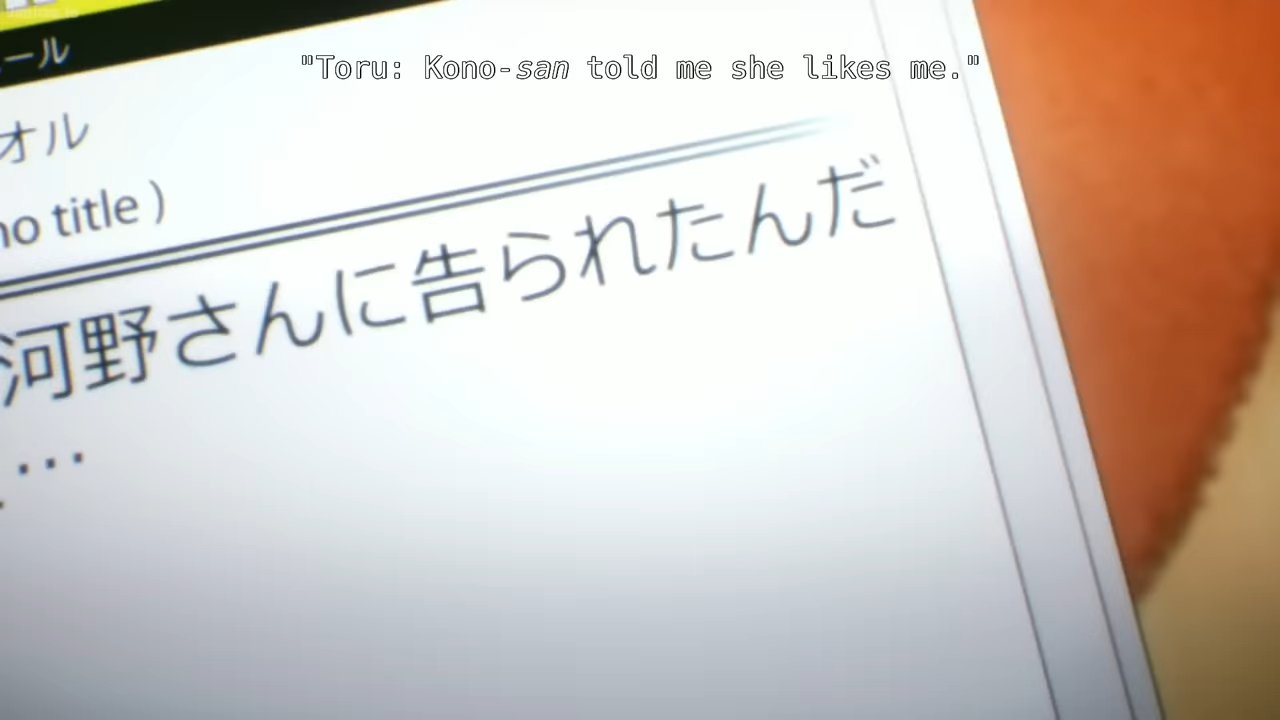 ール
"Toru: Kono-san told me she likes me."
オル
no title )
河野さんに告られたんだ
…